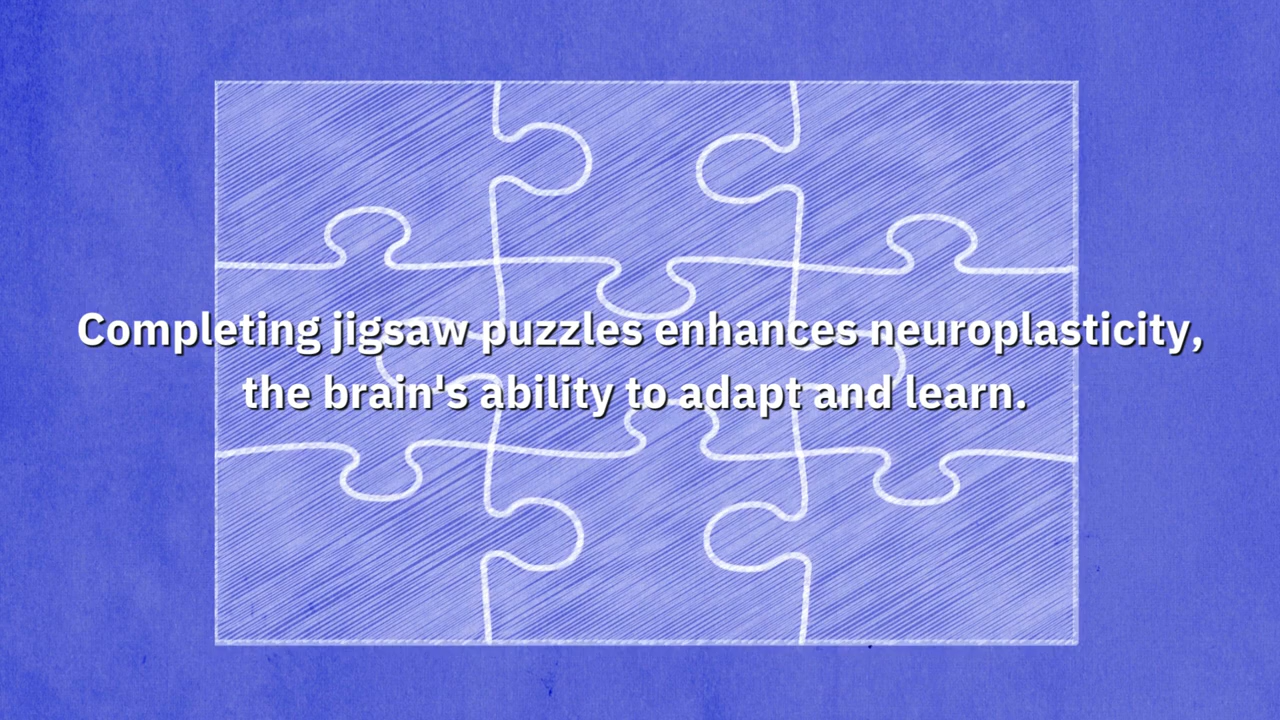 Completing jigsaw puzzles enhances neuroplasticity,
the brain's ability to adapt and learn.